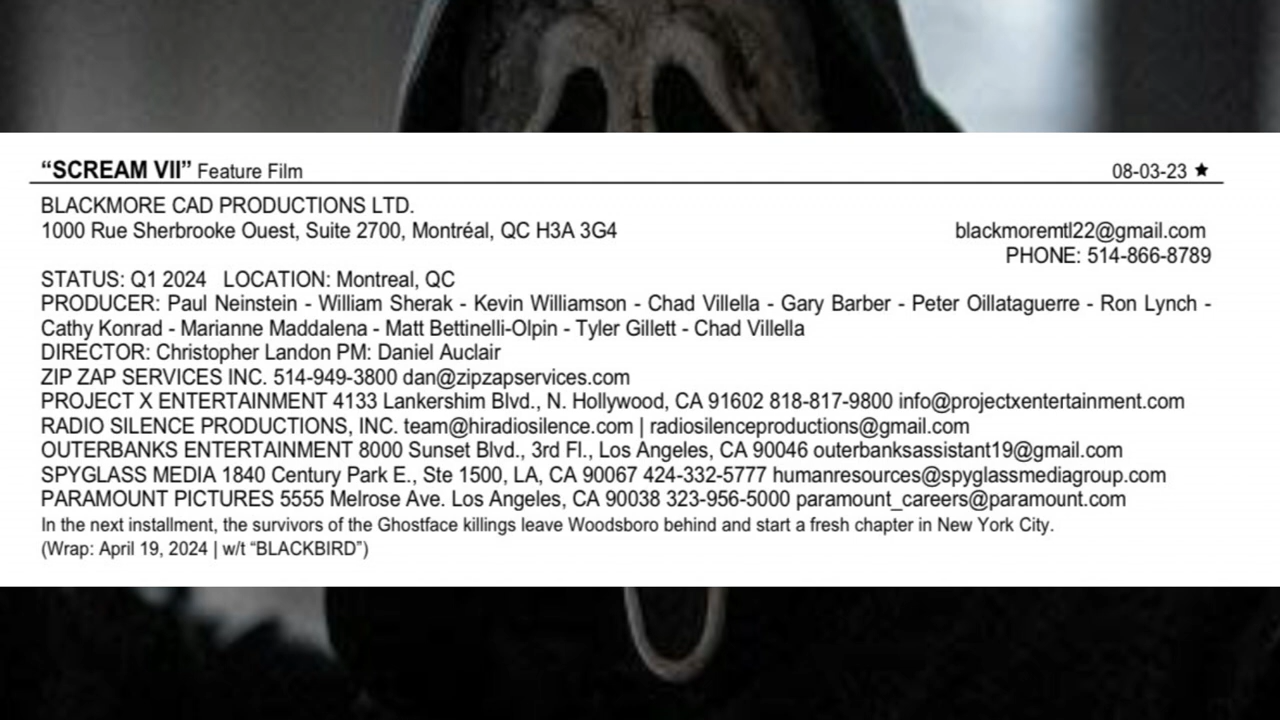 “SCREAM VII” Feature Film 08-03-23 ★
BLACKMORE CAD PRODUCTIONS LTD.
1000 Rue Sherbrooke Ouest, Suite 2700, Montréal, QC H3A 3G4 blackmoremtl22@gmail.com
PHONE: 514-866-8789
STATUS: Q1 2024 LOCATION: Montreal, QC
PRODUCER: Paul Neinstein - William Sherak - Kevin Williamson - Chad Villella - Gary Barber - Peter Oillataguerre - Ron Lynch -
Cathy Konrad - Marianne Maddalena - Matt Bettinelli-Olpin - Tyler Gillett - Chad Villella
DIRECTOR: Christopher Landon PM: Daniel Auclair
ZIP ZAP SERVICES INC. 514-949-3800 dan@zipzapservices.com
PROJECT X ENTERTAINMENT 4133 Lankershim Blvd., N. Hollywood, CA 91602 818-817-9800 info@projectxentertainment.com
RADIO SILENCE PRODUCTIONS, INC. team@hiradiosilence.com | radiosilenceproductions@gmail.com
OUTERBANKS ENTERTAINMENT 8000 Sunset Blvd., 3rd Fl., Los Angeles, CA 90046 outerbanksassistant19@gmail.com
SPYGLASS MEDIA 1840 Century Park E., Ste 1500, LA, CA 90067 424-332-5777 humanresources@spyglassmediagroup.com
PARAMOUNT PICTURES 5555 Melrose Ave. Los Angeles, CA 90038 323-956-5000 paramount_careers@paramount.com
In the next installment, the survivors of the Ghostface killings leave Woodsboro behind and start a fresh chapter in New York City.
(Wrap: April 19, 2024 | w/t “BLACKBIRD”)